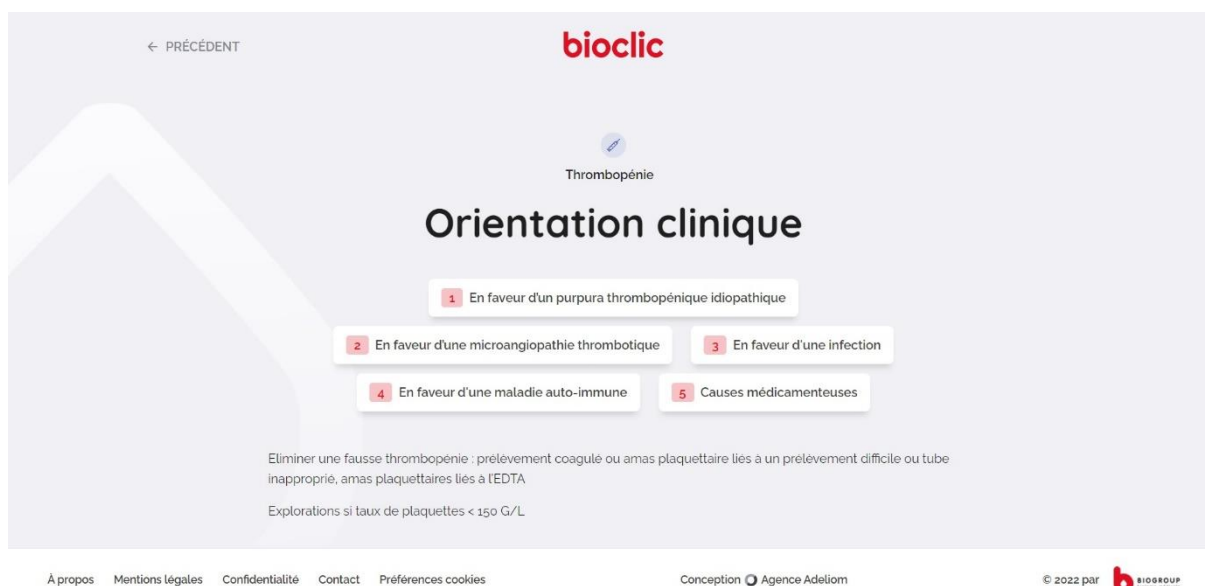 ← PRÉCÉDENT
bioclic
Thrombopénie
Orientation clinique
1 En faveur d'un purpura thrombopénique idiopathique
2 En faveur d'une microangiopathie thrombotique
3 En faveur d'une infection
4 En faveur d'une maladie auto-immune
5 Causes médicamenteuses
Eliminer une fausse thrombopénie : prélèvement coagulé ou amas plaquettaire liés à un prélèvement difficile ou tube
inapproprié, amas plaquettaires liés à l'EDTA
Explorations si taux de plaquettes < 150 G/L
À propos Mentions légales Confidentialité Contact Préférences cookies
Conception Agence Adeliom
© 2022 par BIOGROUP